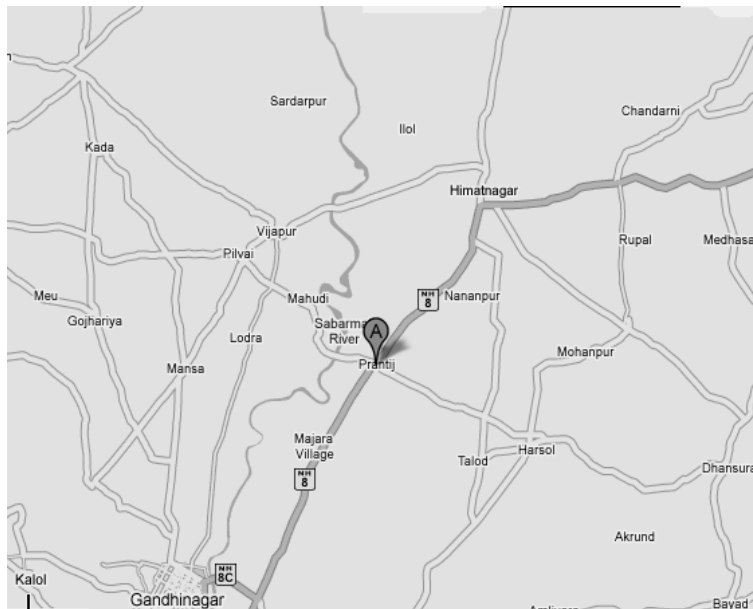 Sardarpur
Chandarni
Ilol
Kada
Himatnagar
Vijapur
Pilvai
Rupal
Medhasa
Meu
Mahudi
NH
8
Nananpur
Gojhariya
Sabarma
River
A
Lodra
Mohanpur
Mansa
Prantij
Majara
Village
Harsol
Talod
Dhansura
NH
8
Akrund
NH
8C
Kalol
Gandhinagar
Bayad